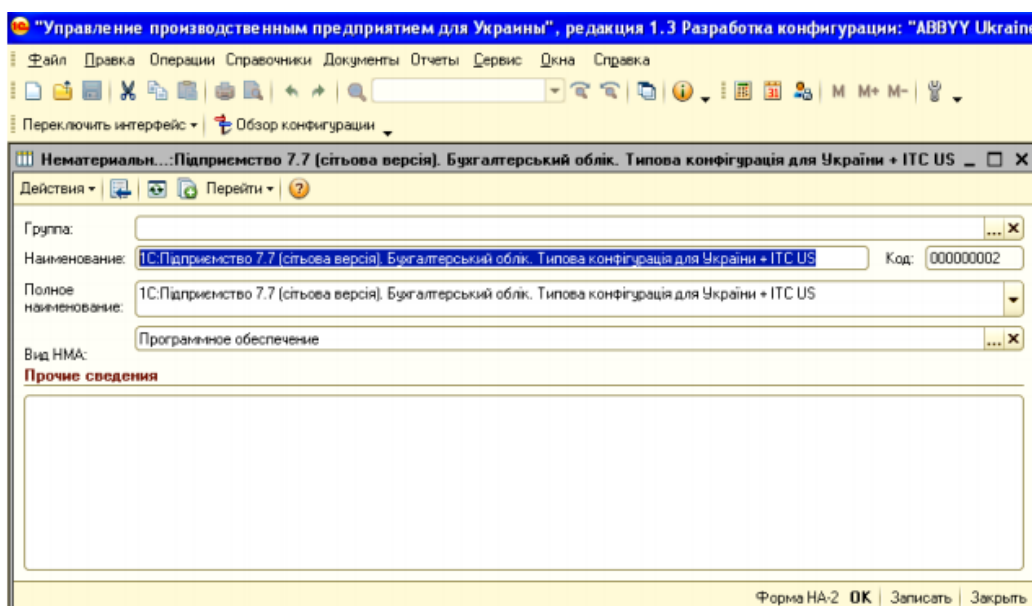 "Управление производственным предприятием для Украины", редакция 1.3 Разработка конфигурации: "ABBYY Ukraine
Файл Правка Операции Справочники Документы Отчеты Сервис Окна Справка
M M+ M-
Переключить интерфейс Обзор конфигурации
Нематериальн...:Підприємство 7.7 (сітьова версія). Бухгалтерський облік. Типова конфігурація для України + ITC US
Действия Перейти
Группа:
Наименование: 1С:Підприємство 7.7 (сітьова версія). Бухгалтерський облік. Типова конфігурація для України + ITC US Код: 000000002
Полное наименование: 1С:Підприємство 7.7 (сітьова версія). Бухгалтерський облік. Типова конфігурація для України + ITC US
Вид НМА: Программное обеспечение
Прочие сведения
Форма НА-2 OK Записать Закрыть